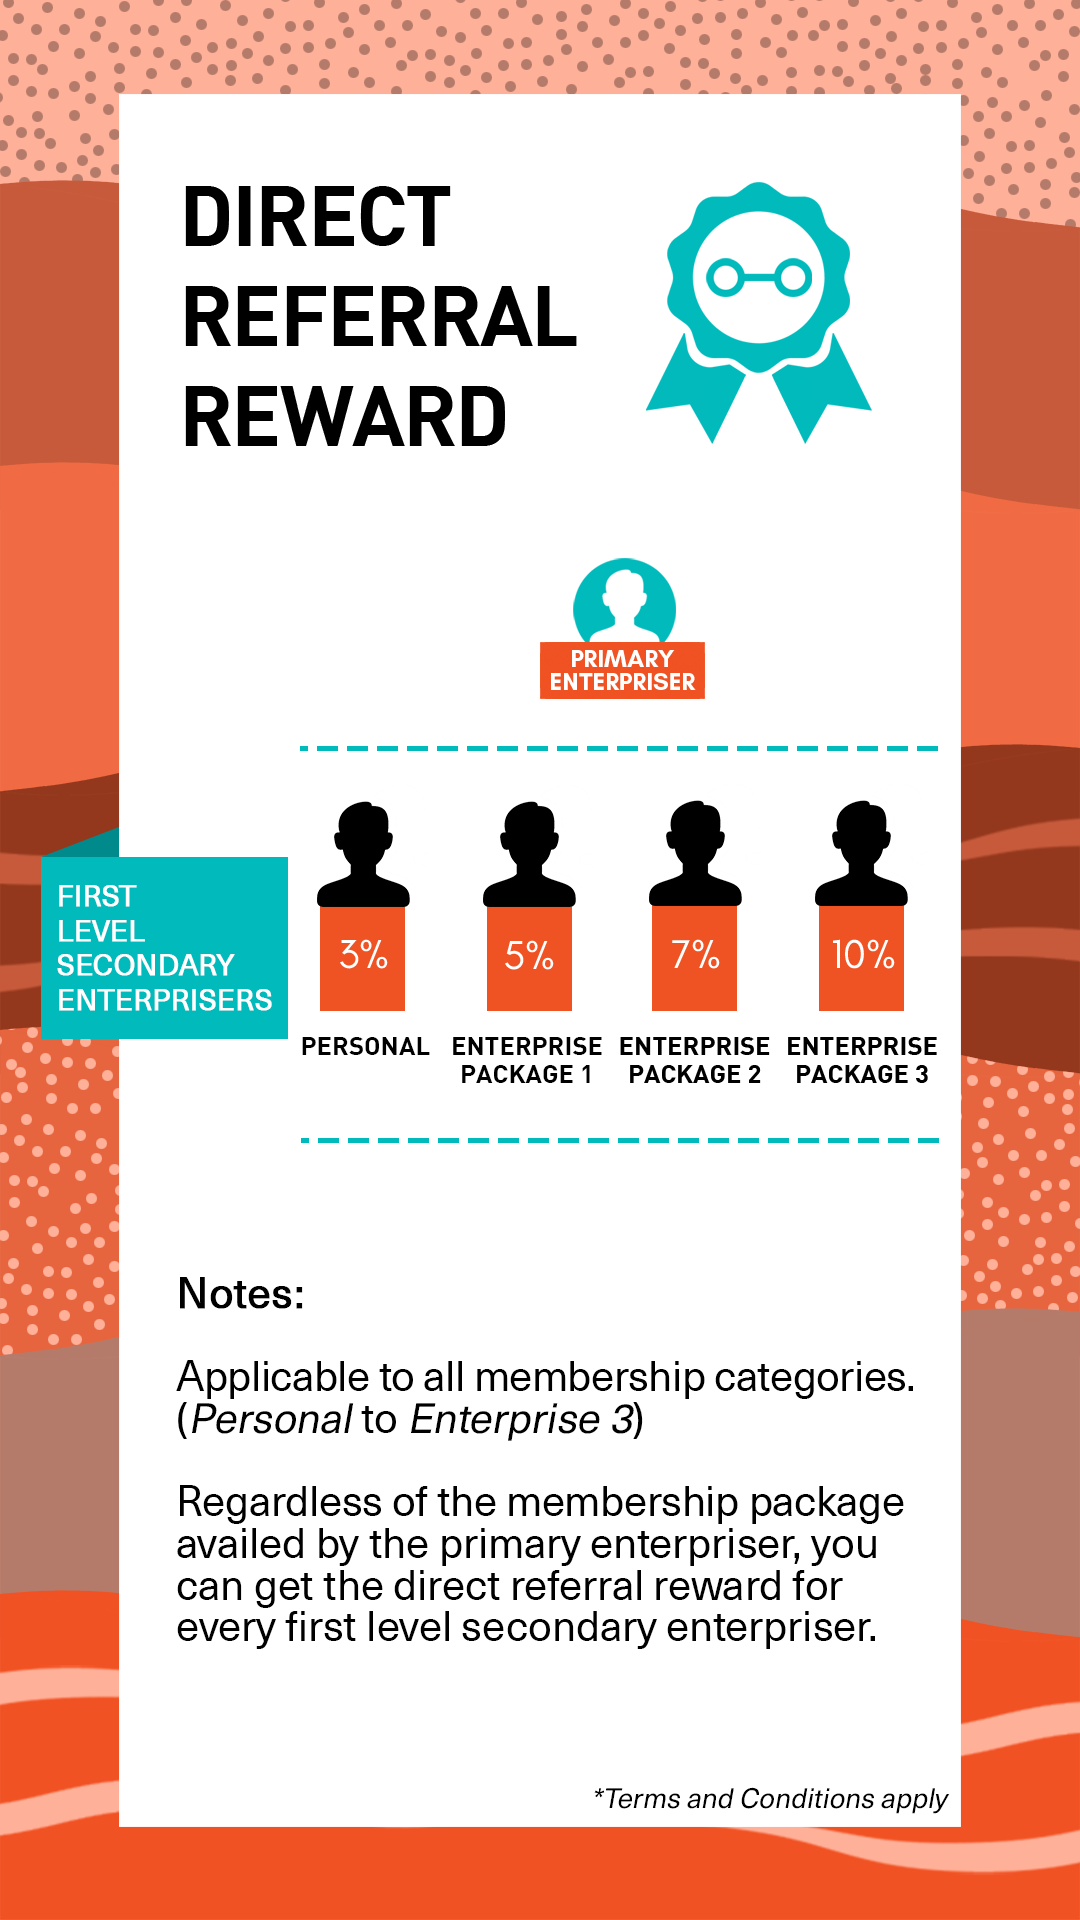 DIRECT
REFERRAL
REWARD
PRIMARY
ENTERPRISER
FIRST
LEVEL
SECONDARY
ENTERPRISERS
3%
5%
7%
10%
PERSONAL
ENTERPRISE
PACKAGE 1
ENTERPRISE
PACKAGE 2
ENTERPRISE
PACKAGE 3
Notes:
Applicable to all membership categories.
(Personal to Enterprise 3)
Regardless of the membership package
availed by the primary enterpriser, you
can get the direct referral reward for
every first level secondary enterpriser.
*Terms and Conditions apply